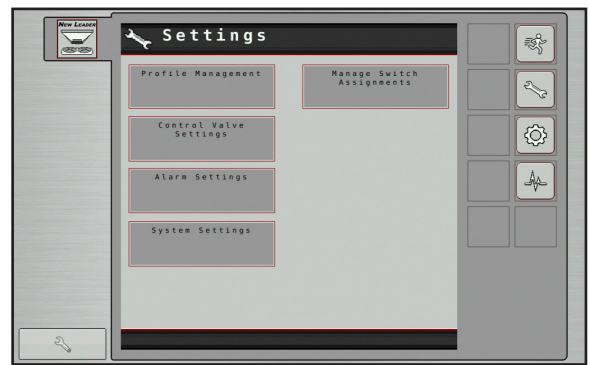 New Leader
Settings
Profile Management
Manage Switch
Assignments
Control Valve
Settings
Alarm Settings
System Settings